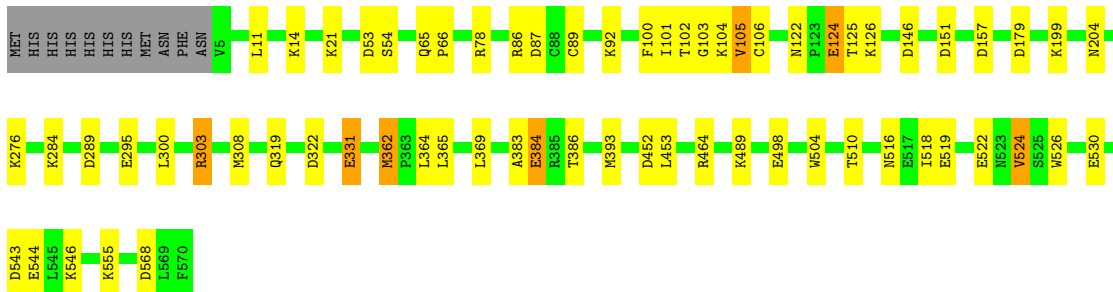 MET HIS HIS HIS HIS HIS HIS MET ASN PHE ASN V5 L11 K14 K21 D53 S54 Q65 P66 R78 R86 D87 C88 C89 K92 F100 I101 T102 G103 K104 V105 C106 N122 P123 E124 T125 K126 D146 D151 D157 D179 K199 N204
K276 K284 D289 E295 L300 R303 M308 Q319 D322 E331 M362 P363 L364 L365 L369 A383 E384 R385 T386 M393 D452 L453 R464 K489 E498 W504 T510 N516 E517 I518 E519 E522 N523 V524 S525 W526 E530
D543 E544 L545 K546 K555 D568 L569 F570